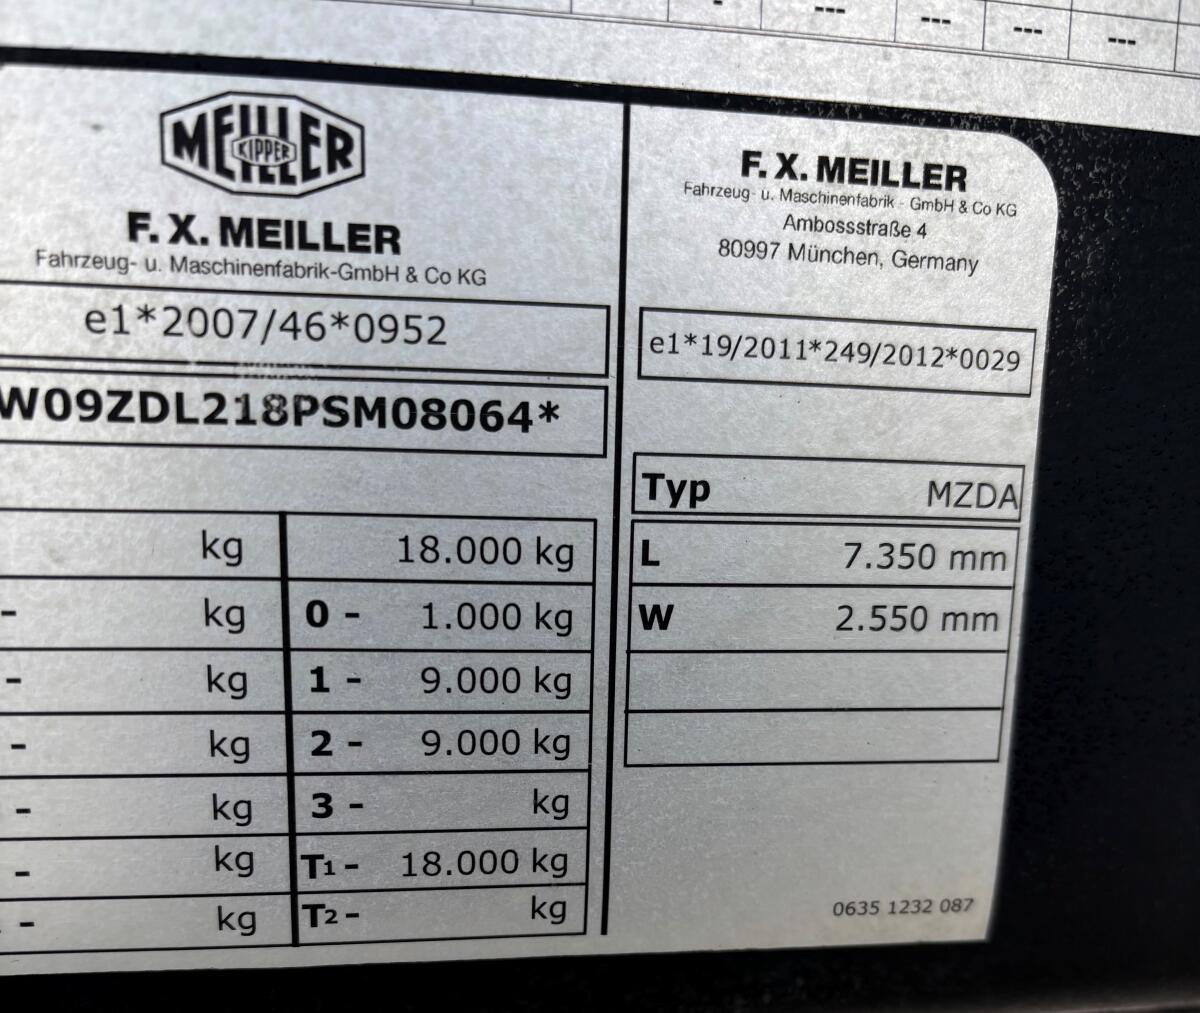 - --- --- --- ---
MEILLER
KIPPER
F. X. MEILLER
Fahrzeug- u. Maschinenfabrik-GmbH & Co KG
e1*2007/46*0952
W09ZDL218PSM08064*
kg 18.000 kg
- kg 0 - 1.000 kg
- kg 1 - 9.000 kg
- kg 2 - 9.000 kg
- kg 3 - kg
- kg T1 - 18.000 kg
- kg T2 - kg
F. X. MEILLER
Fahrzeug- u. Maschinenfabrik - GmbH & Co KG
Ambossstraße 4
80997 München, Germany
e1*19/2011*249/2012*0029
Typ MZDA
L 7.350 mm
W 2.550 mm
0635 1232 087